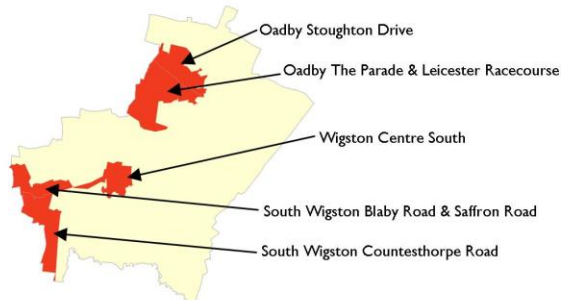 Oadby Stoughton Drive
Oadby The Parade & Leicester Racecourse
Wigston Centre South
South Wigston Blaby Road & Saffron Road
South Wigston Countesthorpe Road